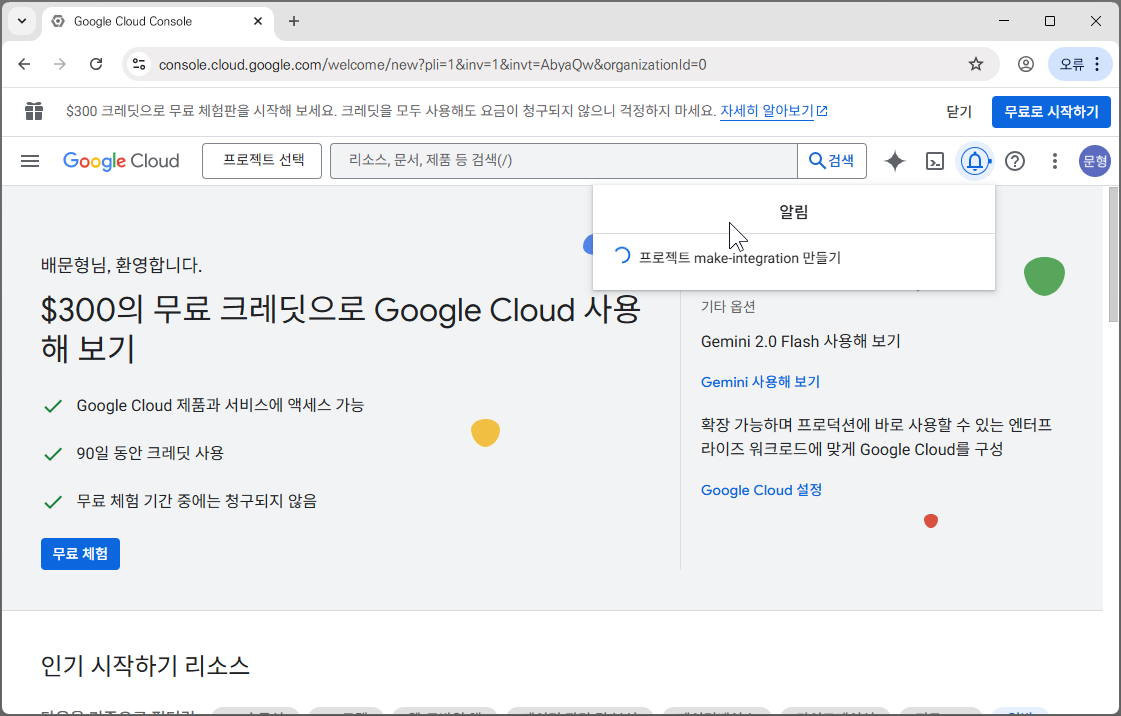 Google Cloud Console
console.cloud.google.com/welcome/new?pli=1&inv=1&invt=AbyaQw&organizationId=0
오류
$300 크레딧으로 무료 체험판을 시작해 보세요. 크레딧을 모두 사용해도 요금이 청구되지 않으니 걱정하지 마세요. 자세히 알아보기
닫기
무료로 시작하기
Google Cloud
프로젝트 선택
리소스, 문서, 제품 등 검색(/)
검색
문형
알림
프로젝트 make-integration 만들기
배문형님, 환영합니다.
$300의 무료 크레딧으로 Google Cloud 사용
해 보기
Google Cloud 제품과 서비스에 액세스 가능
90일 동안 크레딧 사용
무료 체험 기간 중에는 청구되지 않음
무료 체험
기타 옵션
Gemini 2.0 Flash 사용해 보기
Gemini 사용해 보기
확장 가능하며 프로덕션에 바로 사용할 수 있는 엔터프
라이즈 워크로드에 맞게 Google Cloud를 구성
Google Cloud 설정
인기 시작하기 리소스